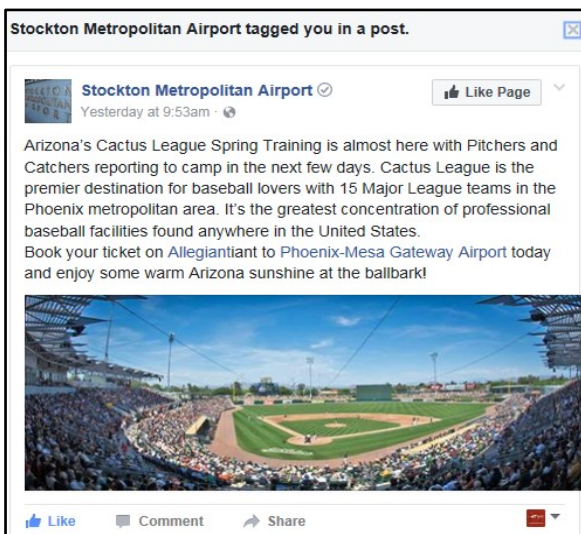 Stockton Metropolitan Airport tagged you in a post.
Stockton Metropolitan Airport
Like Page
Yesterday at 9:53am ·
Arizona's Cactus League Spring Training is almost here with Pitchers and
Catchers reporting to camp in the next few days. Cactus League is the
premier destination for baseball lovers with 15 Major League teams in the
Phoenix metropolitan area. It's the greatest concentration of professional
baseball facilities found anywhere in the United States.
Book your ticket on Allegiantiant to Phoenix-Mesa Gateway Airport today
and enjoy some warm Arizona sunshine at the ballbark!
Like Comment Share